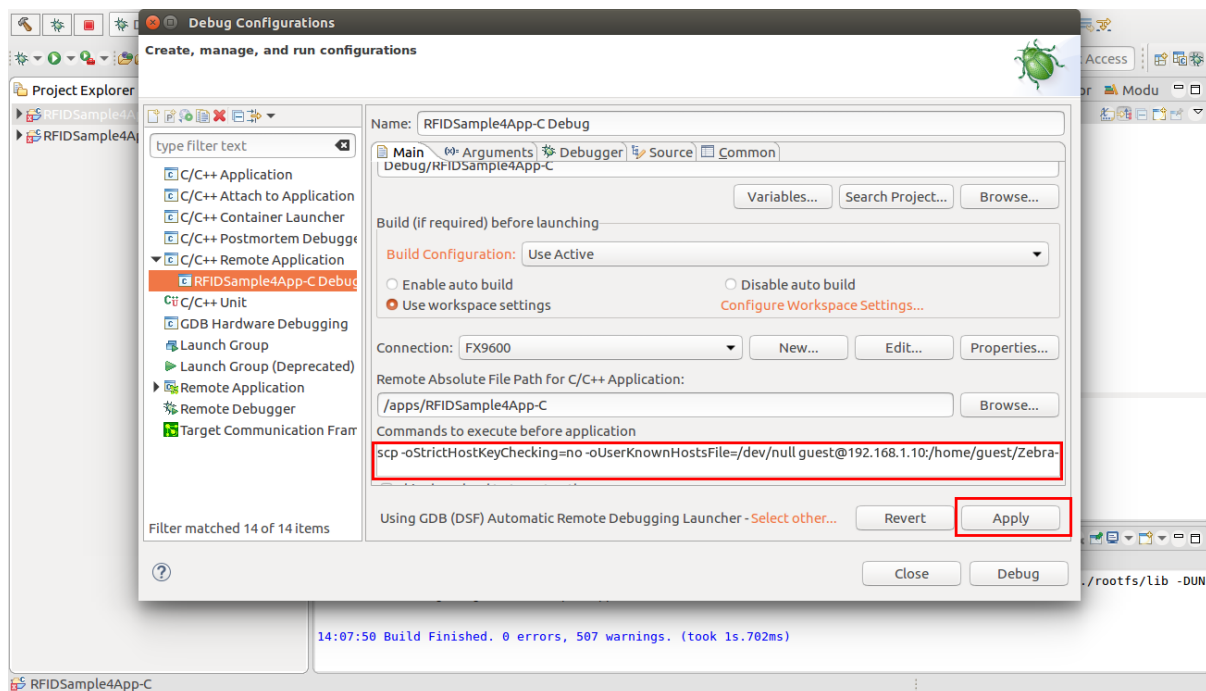 Debug Configurations
Create, manage, and run configurations
Access
Project Explorer
Modu
RFIDSample4A
RFIDSample4A
type filter text
C/C++ Application
C/C++ Attach to Application
C/C++ Container Launcher
C/C++ Postmortem Debugge
C/C++ Remote Application
RFIDSample4App-C Debug
C/C++ Unit
GDB Hardware Debugging
Launch Group
Launch Group (Deprecated)
Remote Application
Remote Debugger
Target Communication Fram
Filter matched 14 of 14 items
Name: RFIDSample4App-C Debug
Main Arguments Debugger Source Common
Debug/RFIDSample4App-C
Variables... Search Project... Browse...
Build (if required) before launching
Build Configuration: Use Active
Enable auto build Disable auto build
Use workspace settings Configure Workspace Settings...
Connection: FX9600 New... Edit... Properties...
Remote Absolute File Path for C/C++ Application:
/apps/RFIDSample4App-C Browse...
Commands to execute before application
scp -oStrictHostKeyChecking=no -oUserKnownHostsFile=/dev/null guest@192.168.1.10:/home/guest/Zebra-
Using GDB (DSF) Automatic Remote Debugging Launcher - Select other... Revert Apply
Close Debug
./rootfs/lib -DUN
14:07:50 Build Finished. 0 errors, 507 warnings. (took 1s.702ms)
RFIDSample4App-C